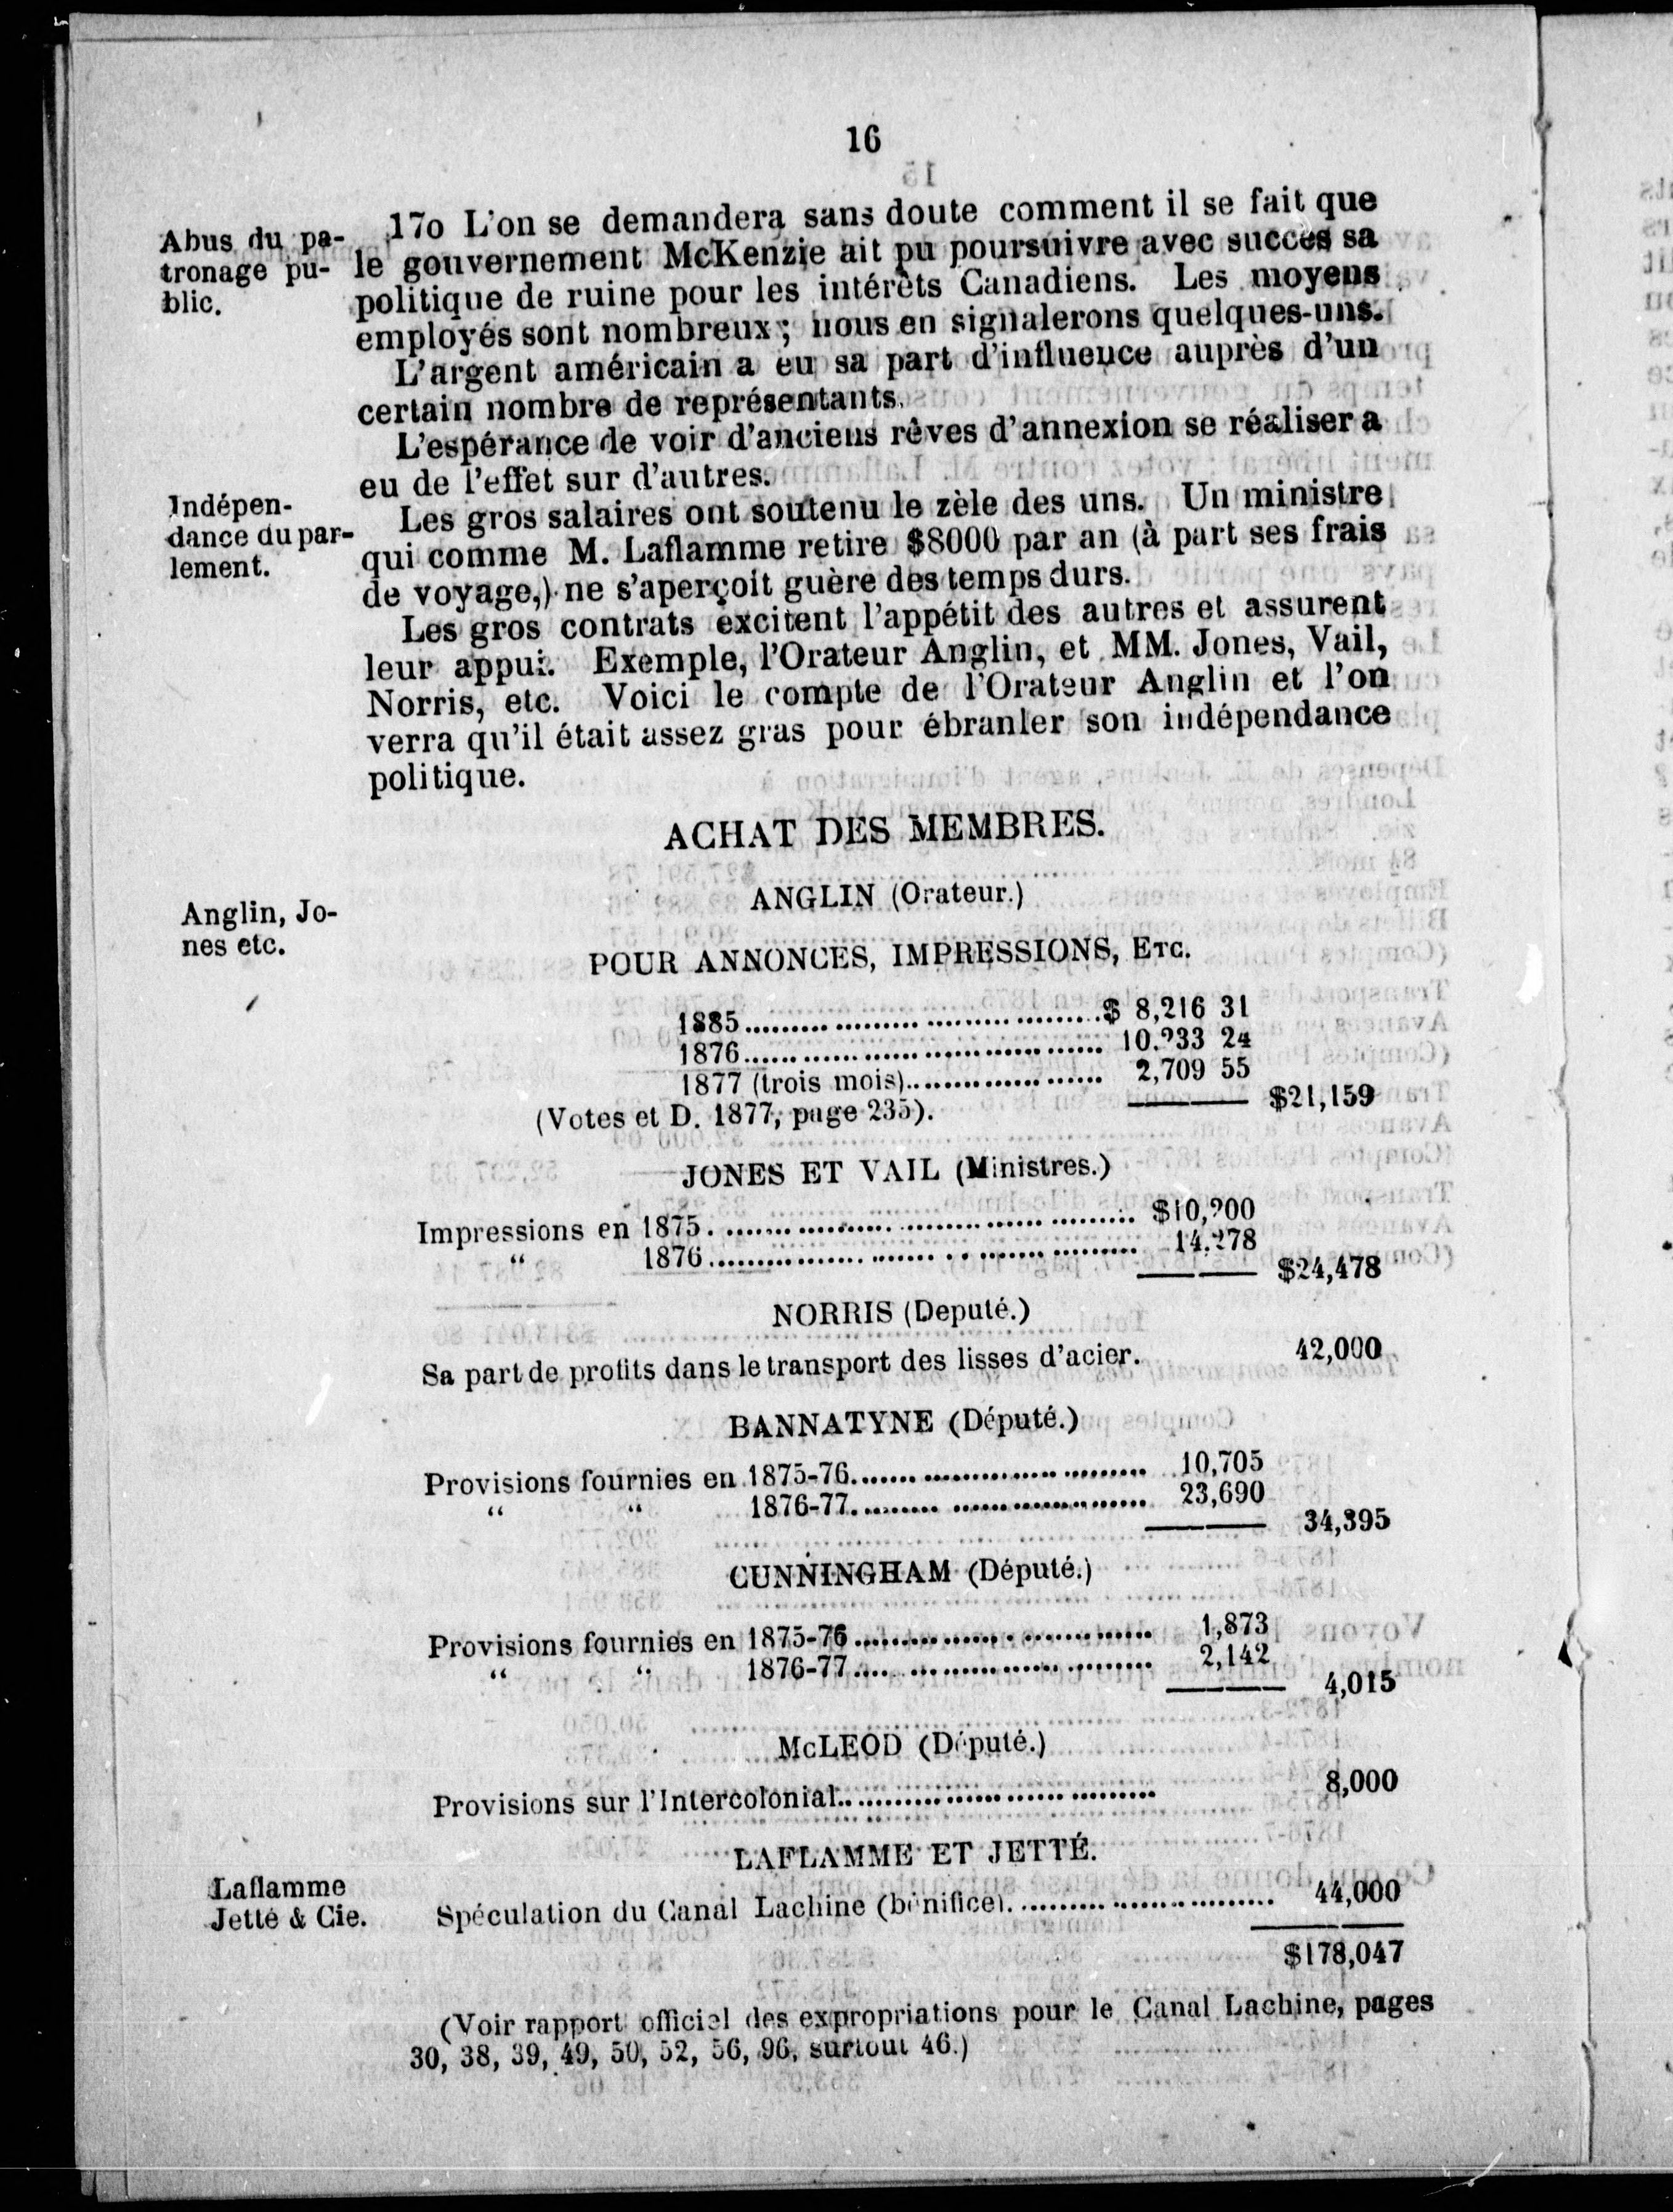 16
Abus du pa-
tronage pu-
blic.
17o L'on se demandera sans doute comment il se fait que
le gouvernement McKenzie ait pu poursuivre avec succès sa
politique de ruine pour les intérêts Canadiens. Les moyens
employés sont nombreux; nous en signalerons quelques-uns.
L'argent américain a eu sa part d'influence auprès d'un
certain nombre de représentants.
L'espérance de voir d'anciens rêves d'annexion se réaliser a
eu de l'effet sur d'autres.
Indépen-
dance du par-
lement.
Les gros salaires ont soutenu le zèle des uns. Un ministre
qui comme M. Laflamme retire $8000 par an (à part ses frais
de voyage,) ne s'aperçoit guère des temps durs.
Les gros contrats excitent l'appétit des autres et assurent
leur appui. Exemple, l'Orateur Anglin, et MM. Jones, Vail,
Norris, etc. Voici le compte de l'Orateur Anglin et l'on
verra qu'il était assez gras pour ébranler son indépendance
politique.
ACHAT DES MEMBRES.
Anglin, Jo-
nes etc.
ANGLIN (Orateur.)
POUR ANNONCES, IMPRESSIONS, ETC.
1885 $ 8,216 31
1876 24
1877 (trois mois) 2,709 55
$21,159
(Votes et D. 1877, page 235).
JONES ET VAIL (Ministres.)
Impressions en 1875
" 1876
$24,478
NORRIS (Deputé.)
Sa part de profits dans le transport des lisses d'acier. 42,000
BANNATYNE (Député.)
Provisions fournies en 1875-76 10,705
" " 1876-77 23,690
34,395
CUNNINGHAM (Député.)
Provisions fournies en 1875-76 1,873
" " 1876-77 2,142
4,015
McLEOD (Député.)
Provisions sur l'Intercolonial 8,000
LAFLAMME ET JETTÉ.
Laflamme
Jetté & Cie.
Spéculation du Canal Lachine (bénifice) 44,000
$178,047
(Voir rapport officiel des expropriations pour le Canal Lachine, pages
30, 38, 39, 49, 50, 52, 56, 96, surtout 46.)